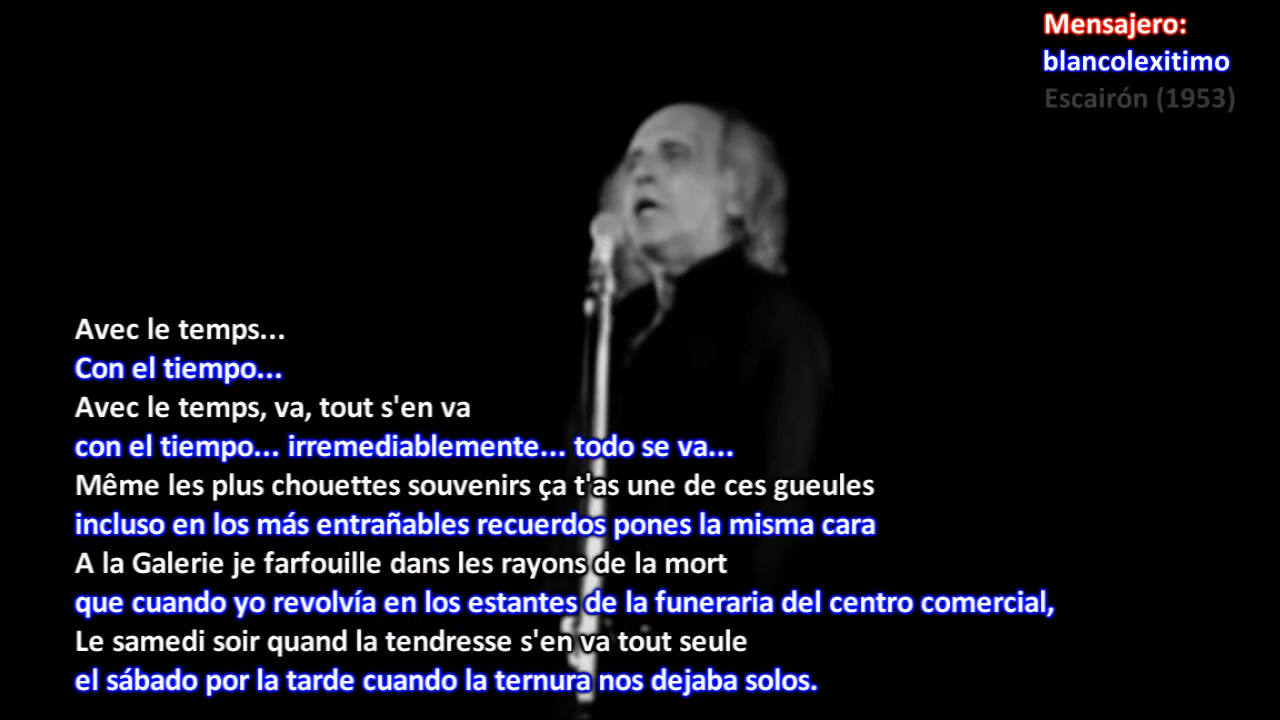 Mensajero:
blancolexitimo
Escairón (1953)
Avec le temps...
Con el tiempo...
Avec le temps, va, tout s'en va
con el tiempo... irremediablemente... todo se va...
Même les plus chouettes souvenirs ça t'as une de ces gueules
incluso en los más entrañables recuerdos pones la misma cara
A la Galerie je farfouille dans les rayons de la mort
que cuando yo revolvía en los estantes de la funeraria del centro comercial,
Le samedi soir quand la tendresse s'en va tout seule
el sábado por la tarde cuando la ternura nos dejaba solos.